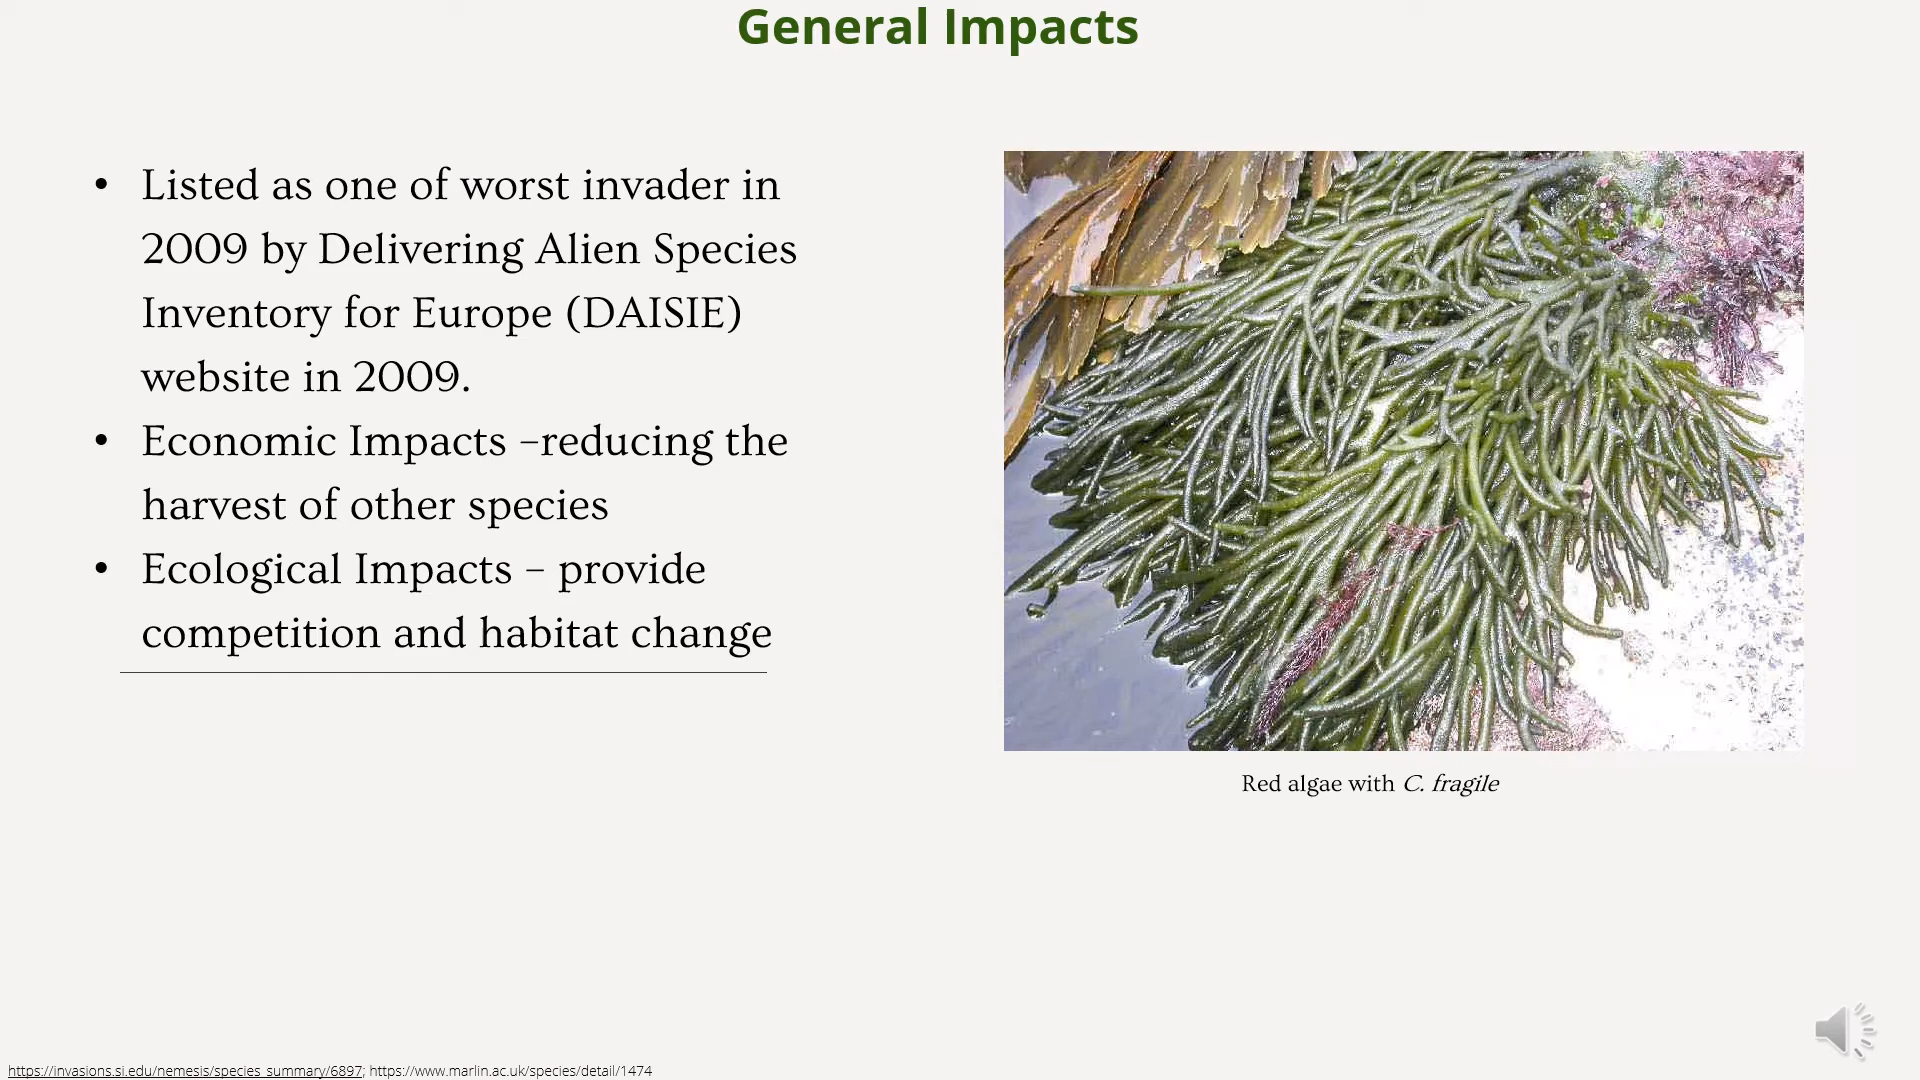 General Impacts
• Listed as one of worst invader in
2009 by Delivering Alien Species
Inventory for Europe (DAISIE)
website in 2009.
• Economic Impacts –reducing the
harvest of other species
• Ecological Impacts – provide
competition and habitat change
Red algae with C. fragile
https://invasions.si.edu/nemesis/species_summary/6897; https://www.marlin.ac.uk/species/detail/1474